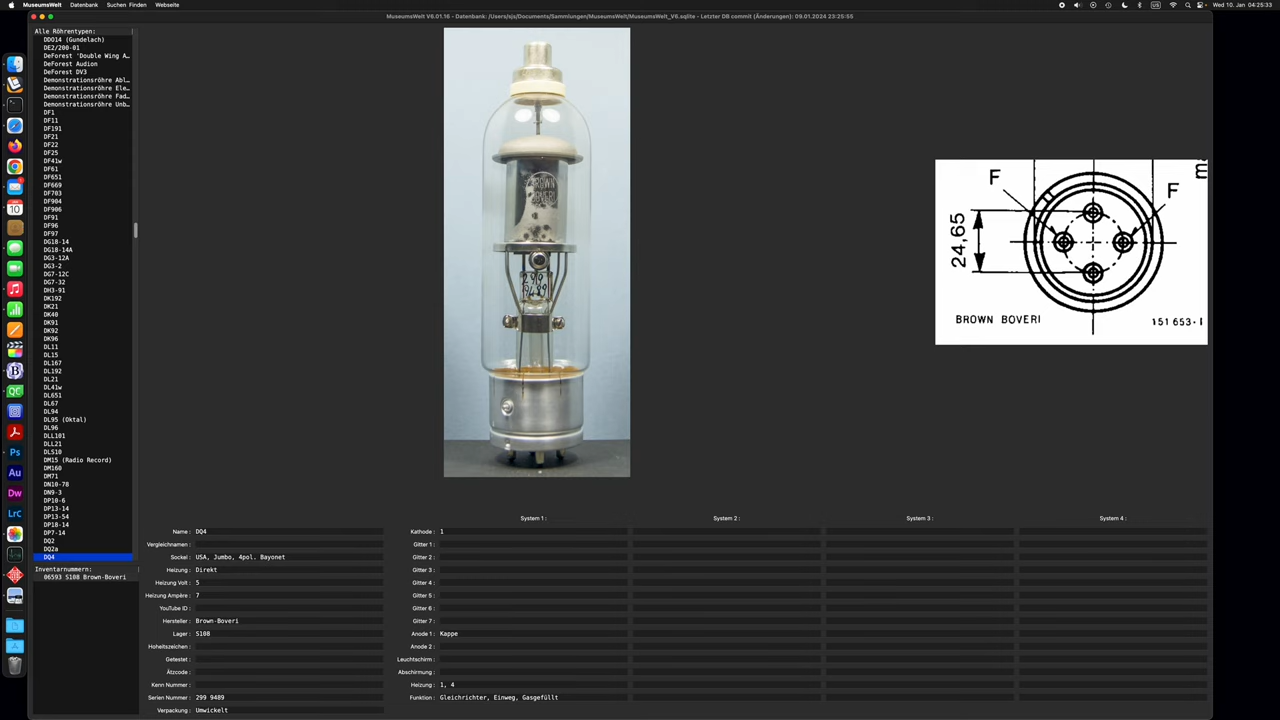 MuseumsWelt Datenbank Suchen Finden Webseite
US
Wed 10. Jan 04:25:33
MuseumsWelt V6.01.16 - Datenbank: /Users/sjs/Documents/Sammlungen/MuseumsWelt/MuseumsWelt_V6.sqlite - Letzter DB commit (Änderungen): 09.01.2024 23:25:55
Alle Röhrentypen:
DDO14 (Gundelach)
DE2/200-01
DeForest 'Double Wing A…
DeForest Audion
DeForest DV3
Demonstrationsröhre Abl…
Demonstrationsröhre Ele…
Demonstrationsröhre Fad…
Demonstrationsröhre Unb…
DF1
DF11
DF191
DF21
DF22
DF25
DF41w
DF61
DF651
DF67
DF669
DF703
DF904
DF906
DF91
DF96
DF97
DG18-14
DG18-14A
DG3-12A
DG3-2
DG7-12C
DG7-32
DH3-91
DK192
DK21
DK40
DK91
DK92
DK96
DL11
DL15
DL167
DL192
DL21
DL41w
DL651
DL67
DL94
DL95 (Oktal)
DL96
DLL101
DLL21
DLS10
DM15 (Radio Record)
DM160
DM71
DN10-78
DN9-3
DP10-6
DP13-14
DP13-54
DP18-14
DP7-14
DQ2
DQ2a
DQ4
Inventarnummern:
06593 S108 Brown-Boveri
BROWN
BOVERI
299
9489
F
F
24,65
BROWN BOVERI
151 653·1
System 1 :
System 2 :
System 3 :
System 4 :
Name : DQ4
Vergleichnamen :
Sockel : USA, Jumbo, 4pol. Bayonet
Heizung : Direkt
Heizung Volt : 5
Heizung Ampère : 7
YouTube ID :
Hersteller : Brown-Boveri
Lager : S108
Hoheitszeichen :
Getestet :
Ätzcode :
Kenn Nummer :
Serien Nummer : 299 9489
Verpackung : Umwickelt
Kathode : 1
Gitter 1 :
Gitter 2 :
Gitter 3 :
Gitter 4 :
Gitter 5 :
Gitter 6 :
Gitter 7 :
Anode 1 : Kappe
Anode 2 :
Leuchtschirm :
Abschirmung :
Heizung : 1, 4
Funktion : Gleichrichter, Einweg, Gasgefüllt